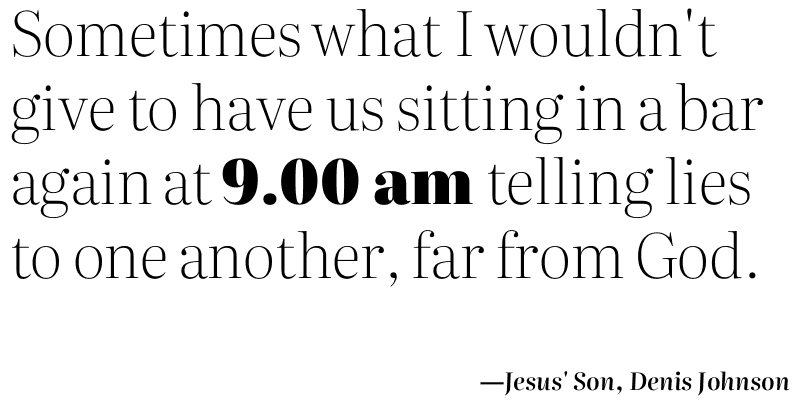 Sometimes what I wouldn't
give to have us sitting in a bar
again at 9.00 am telling lies
to one another, far from God.
—Jesus' Son, Denis Johnson